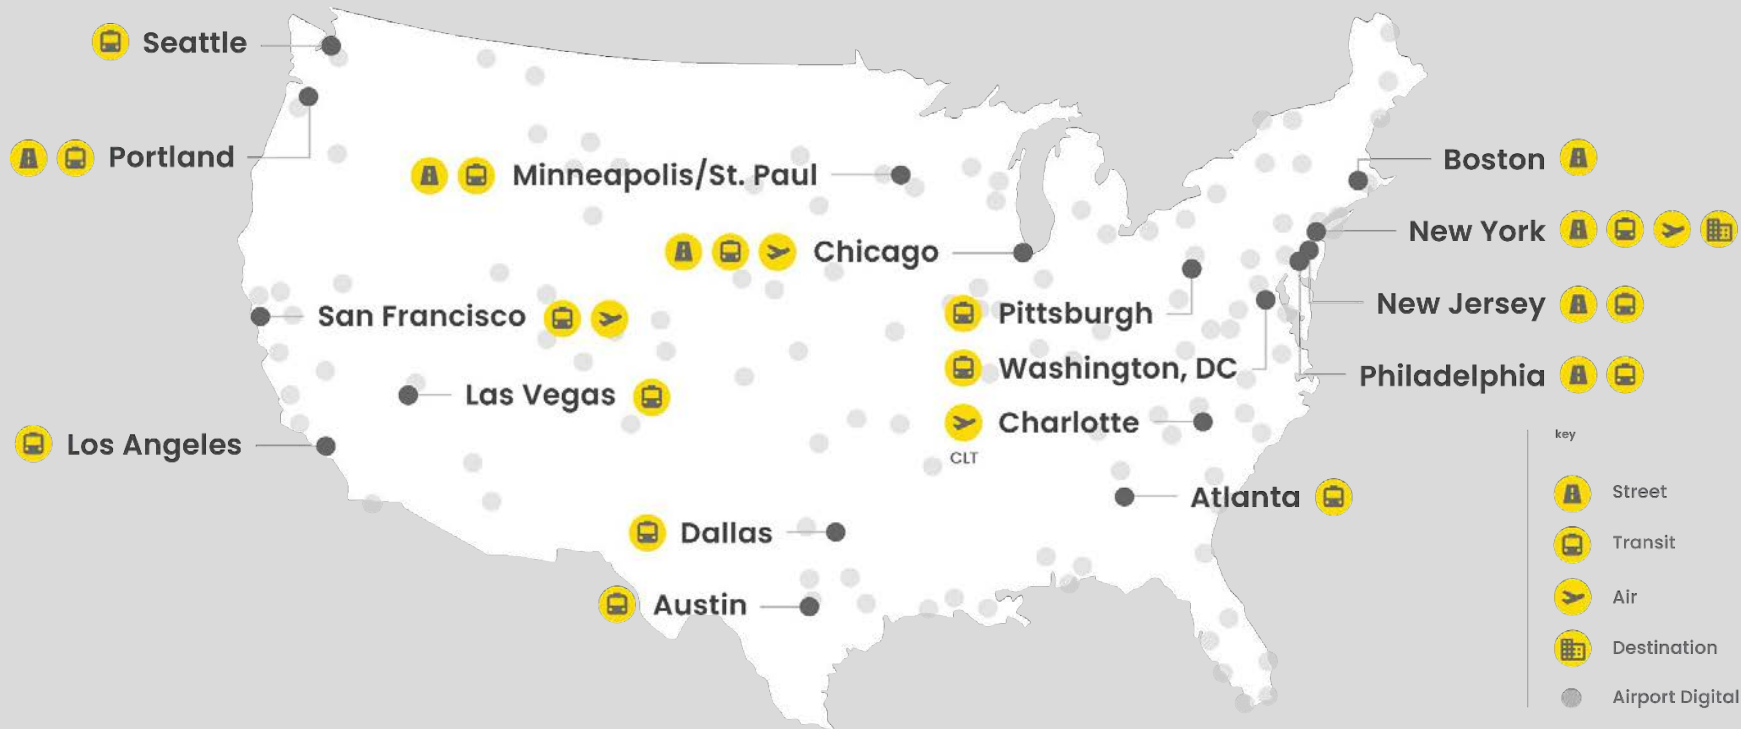 Seattle
Portland
Minneapolis/St. Paul
Chicago
San Francisco
Las Vegas
Los Angeles
Dallas
Austin
Pittsburgh
Washington, DC
Charlotte
CLT
Atlanta
Boston
New York
New Jersey
Philadelphia
key
Street
Transit
Air
Destination
Airport Digital